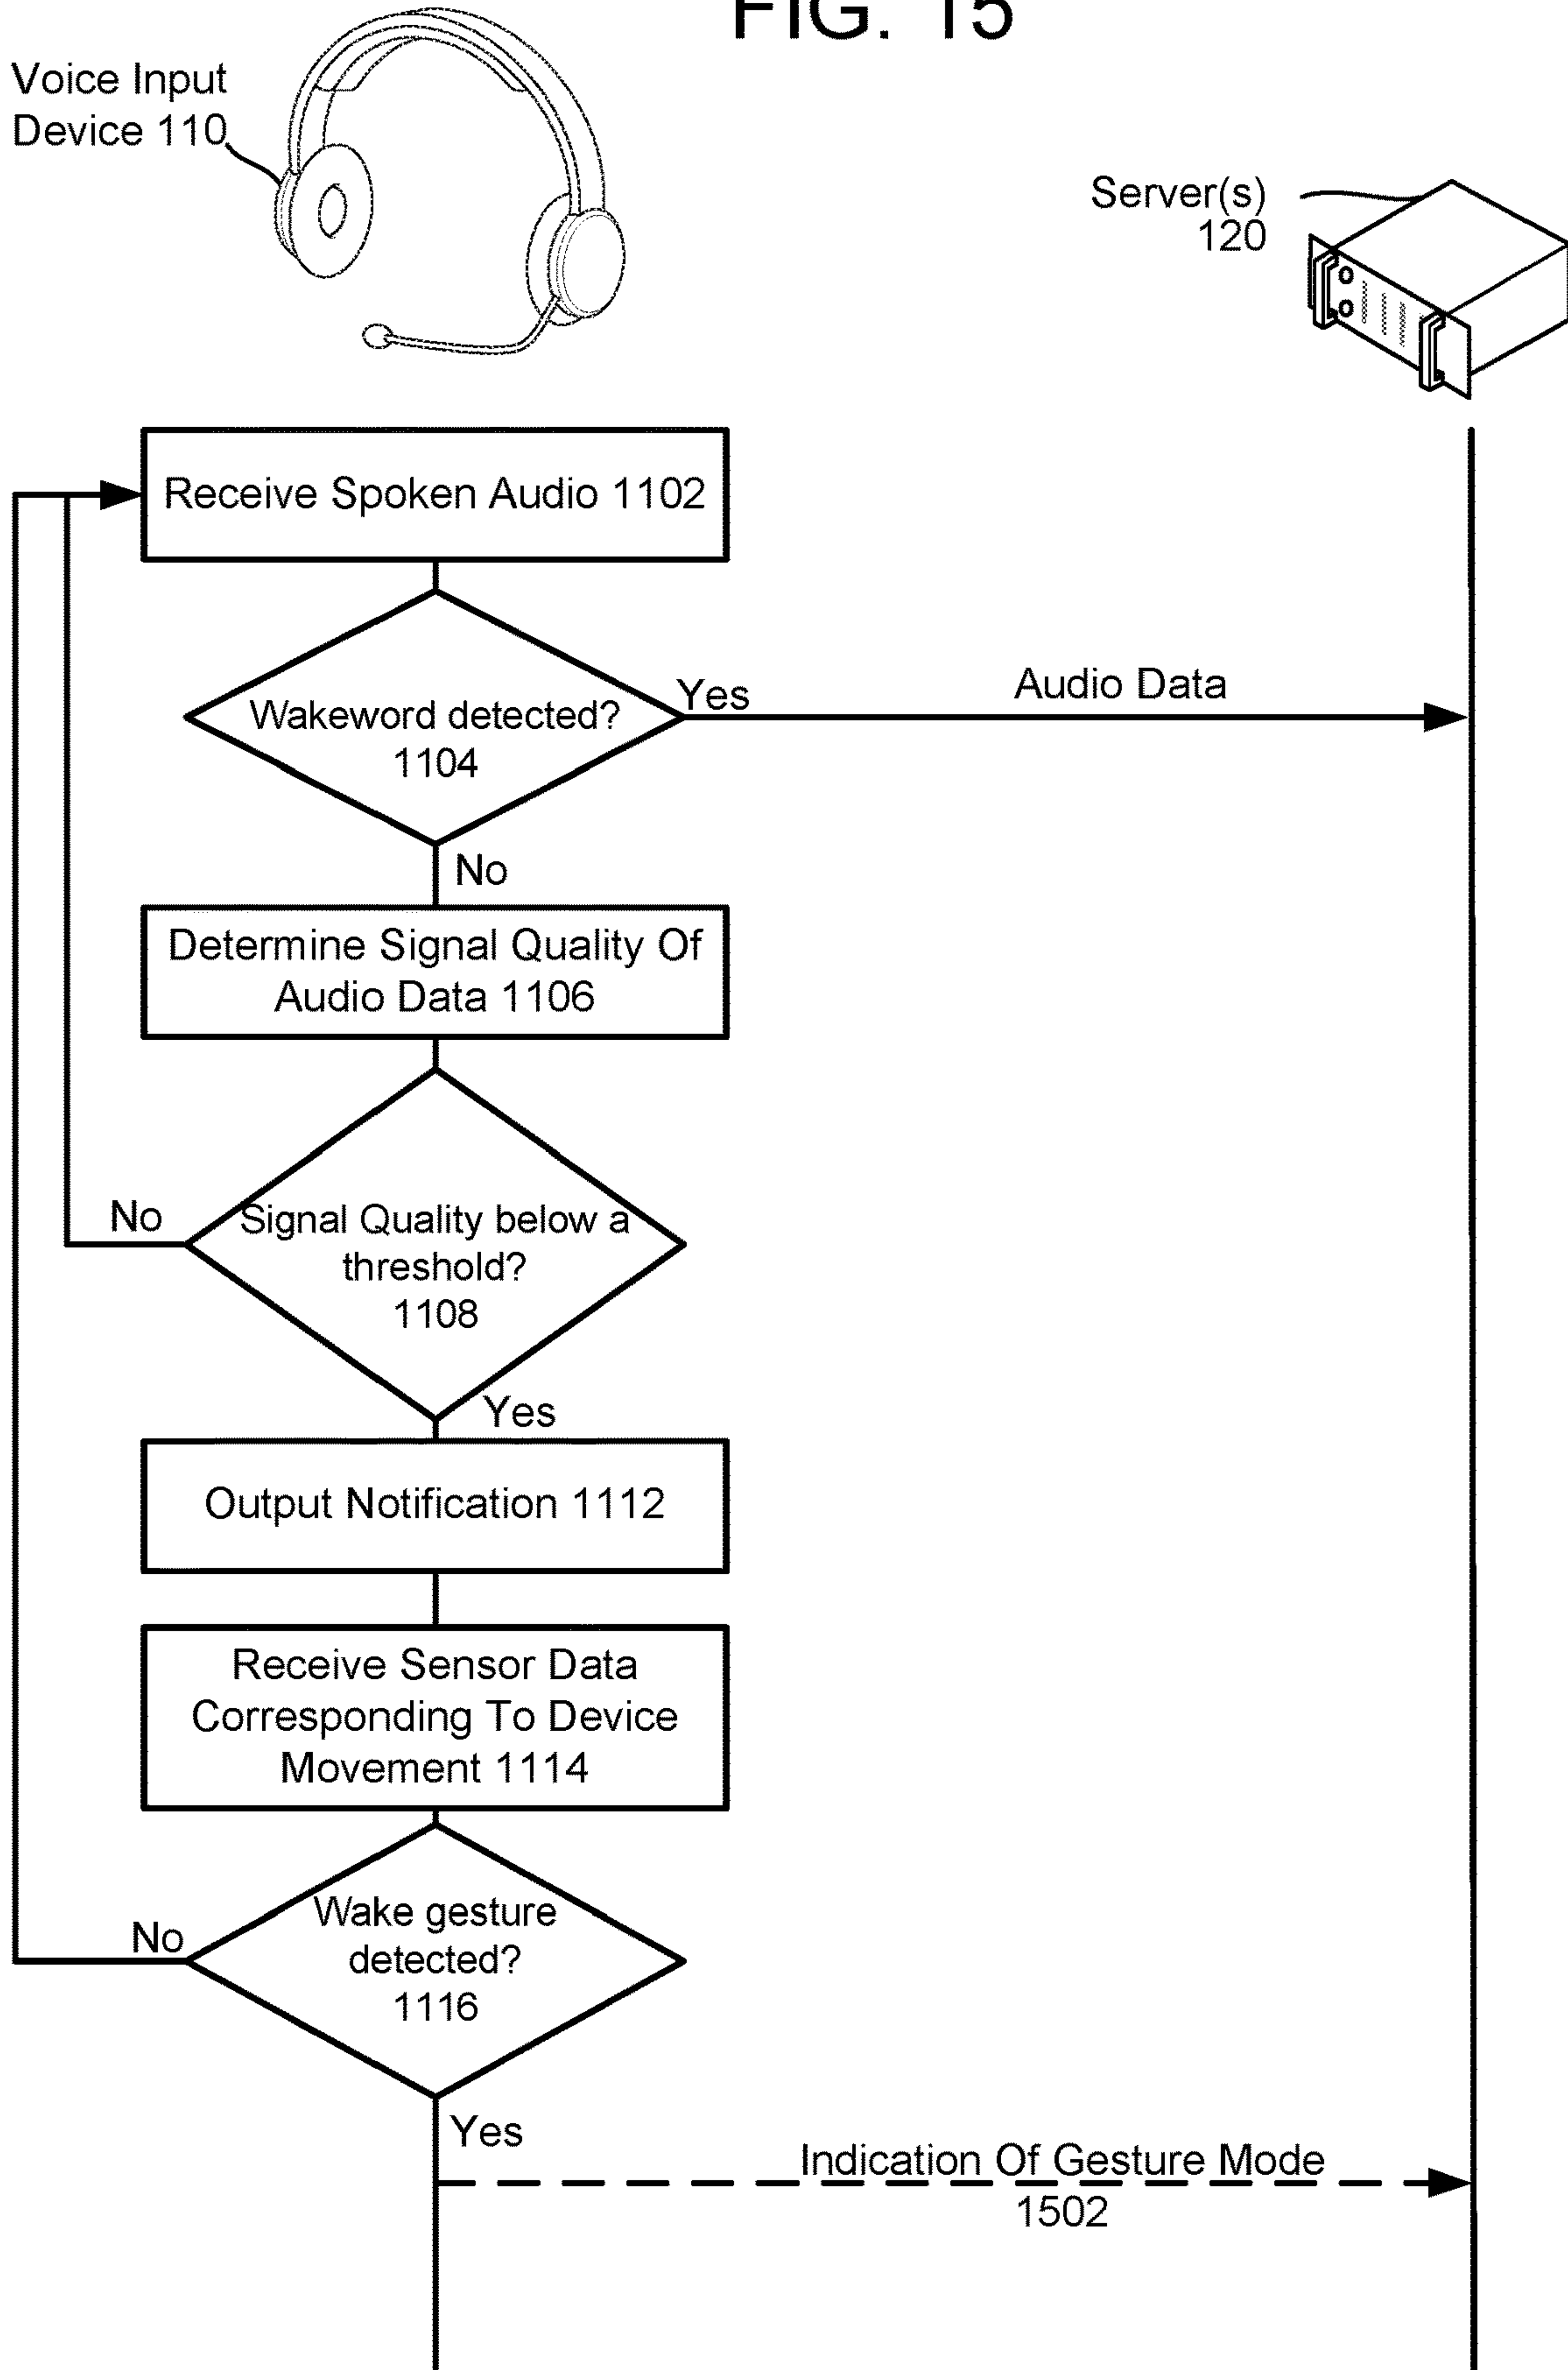 FIG. 15
Voice Input
Device 110
Server(s)
120
Receive Spoken Audio 1102
Wakeword detected?
1104
Yes
Audio Data
No
Determine Signal Quality Of
Audio Data 1106
Signal Quality below a
threshold?
1108
No
Yes
Output Notification 1112
Receive Sensor Data
Corresponding To Device
Movement 1114
Wake gesture
detected?
1116
No
Yes
Indication Of Gesture Mode
1502